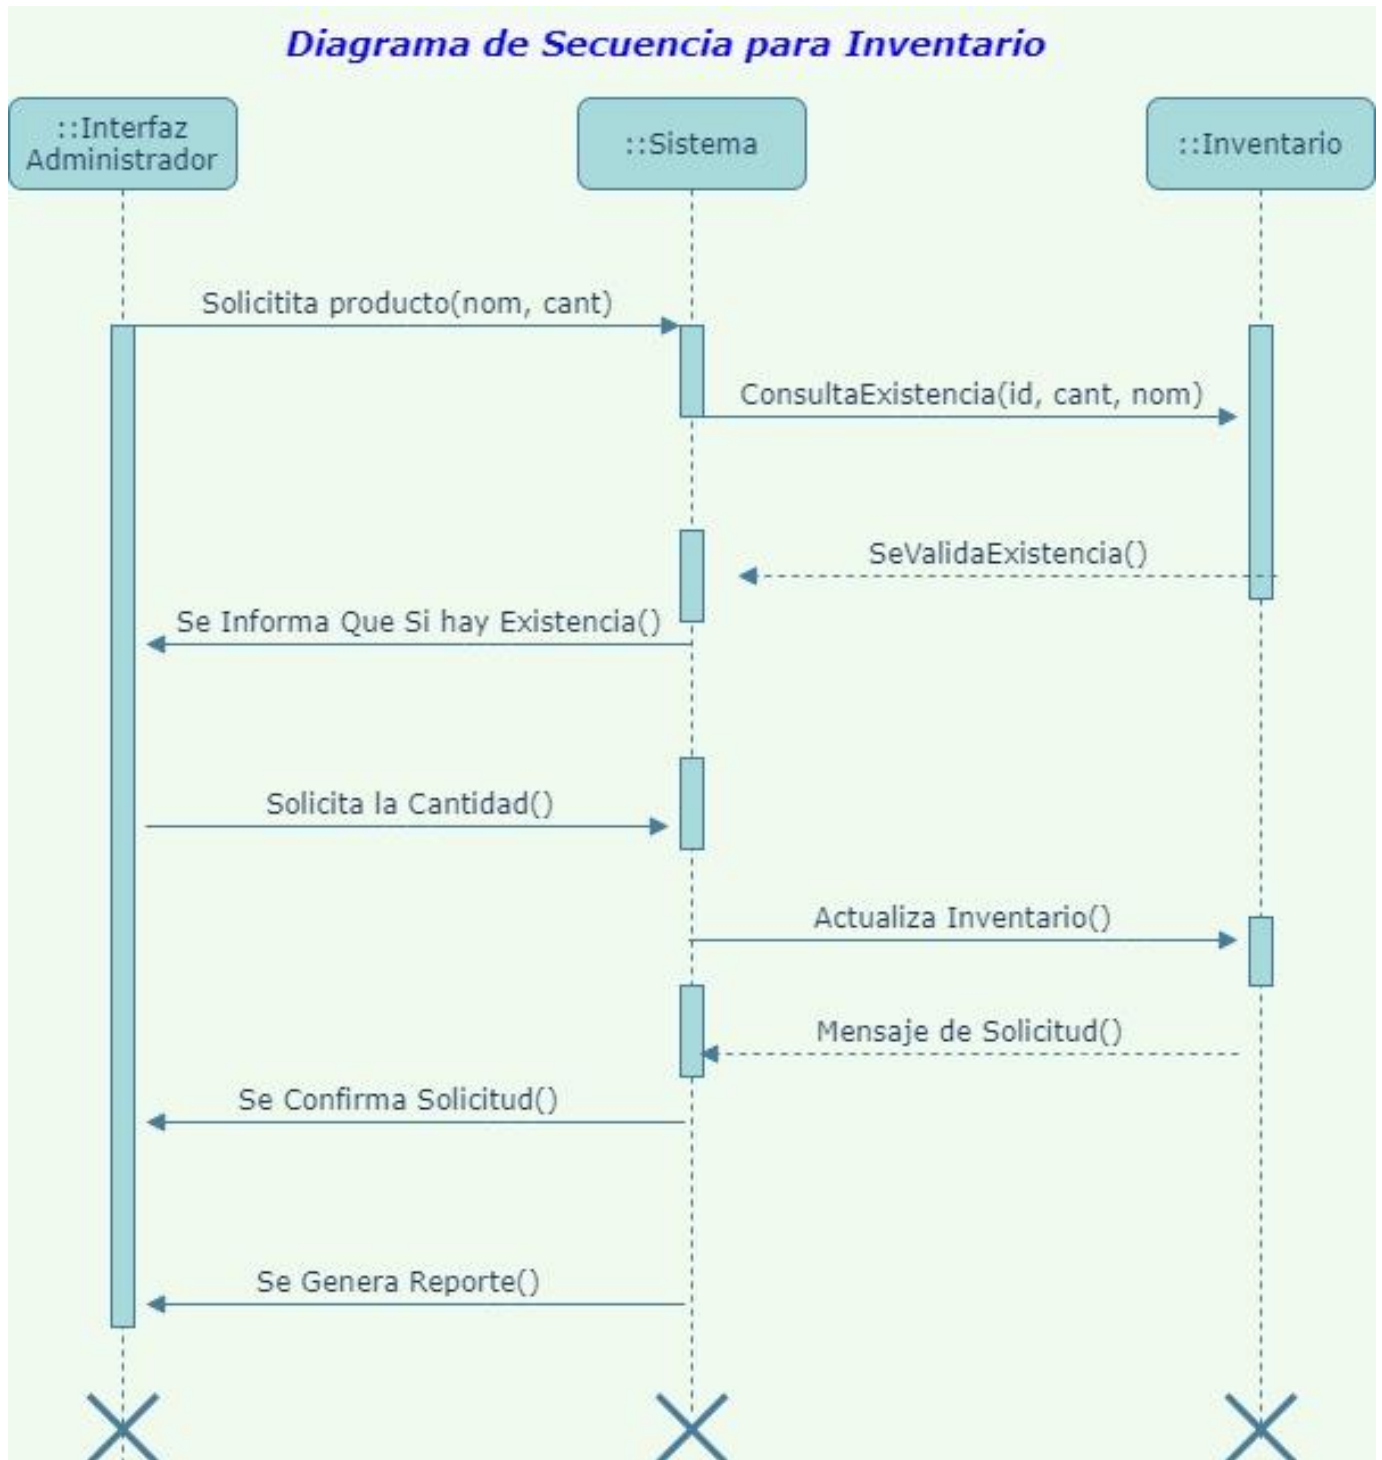 Diagrama de Secuencia para Inventario
::Interfaz
Administrador
::Sistema
::Inventario
Solicitita producto(nom, cant)
ConsultaExistencia(id, cant, nom)
SeValidaExistencia()
Se Informa Que Si hay Existencia()
Solicita la Cantidad()
Actualiza Inventario()
Mensaje de Solicitud()
Se Confirma Solicitud()
Se Genera Reporte()